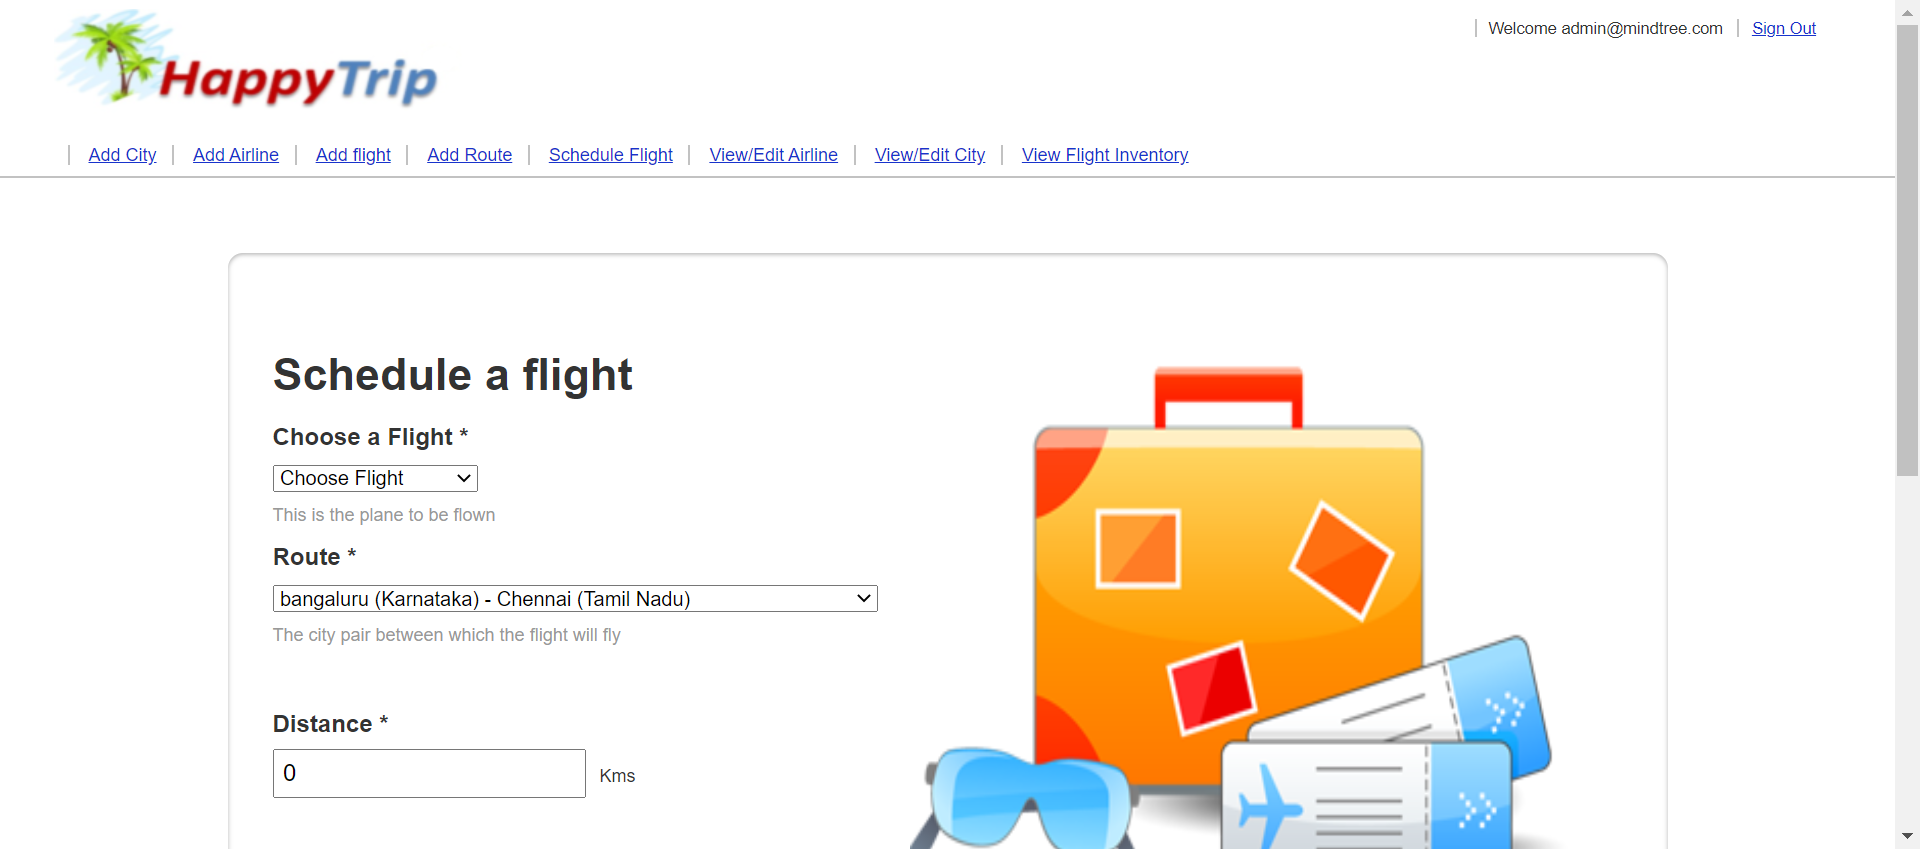 HappyTrip
Welcome admin@mindtree.com Sign Out
Add City Add Airline Add flight Add Route Schedule Flight View/Edit Airline View/Edit City View Flight Inventory
Schedule a flight
Choose a Flight *
Choose Flight
This is the plane to be flown
Route *
bangaluru (Karnataka) - Chennai (Tamil Nadu)
The city pair between which the flight will fly
Distance *
0 Kms